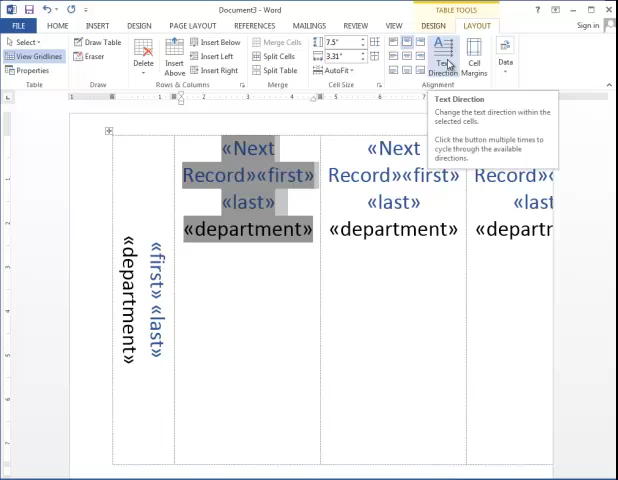 Document3 - Word
TABLE TOOLS
FILE HOME INSERT DESIGN PAGE LAYOUT REFERENCES MAILINGS REVIEW VIEW DESIGN LAYOUT Sign in
Select
View Gridlines
Properties
Table
Draw Table
Eraser
Draw
Delete
Insert Above
Insert Below
Insert Left
Insert Right
Rows & Columns
Merge Cells
Split Cells
Split Table
Merge
7.5"
3.31"
AutoFit
Cell Size
Text Direction
Cell Margins
Alignment
Data
Text Direction
Change the text direction within the
selected cells.
Click the button multiple times to
cycle through the available
directions.
«first» «last»
«department»
«Next
Record»«first»
«last»
«department»
«Next
Record»«first»
«last»
«department»
Record»«first»
«last
«departm